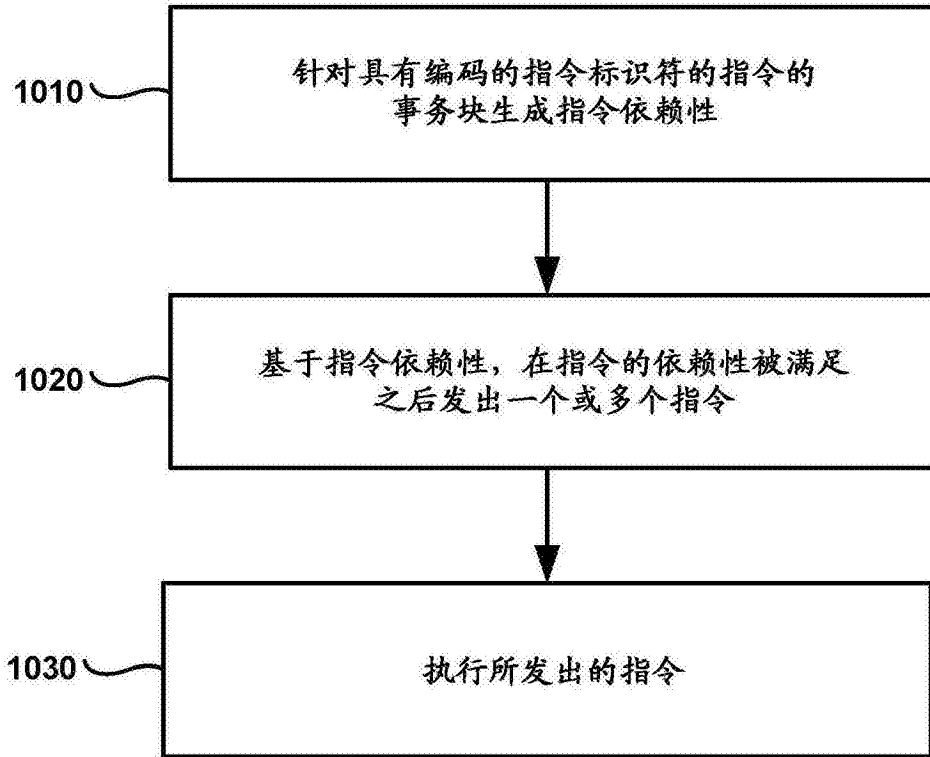 1010
针对具有编码的指令标识符的指令的
事务块生成指令依赖性
1020
基于指令依赖性，在指令的依赖性被满足
之后发出一个或多个指令
1030
执行所发出的指令